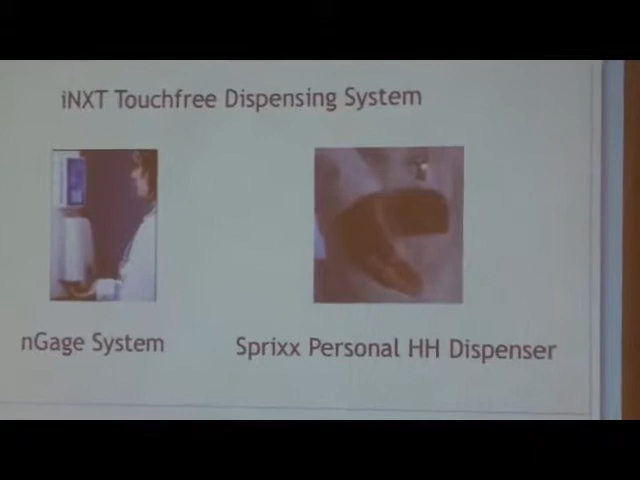 iNXT Touchfree Dispensing System
nGage System
Sprixx Personal HH Dispenser